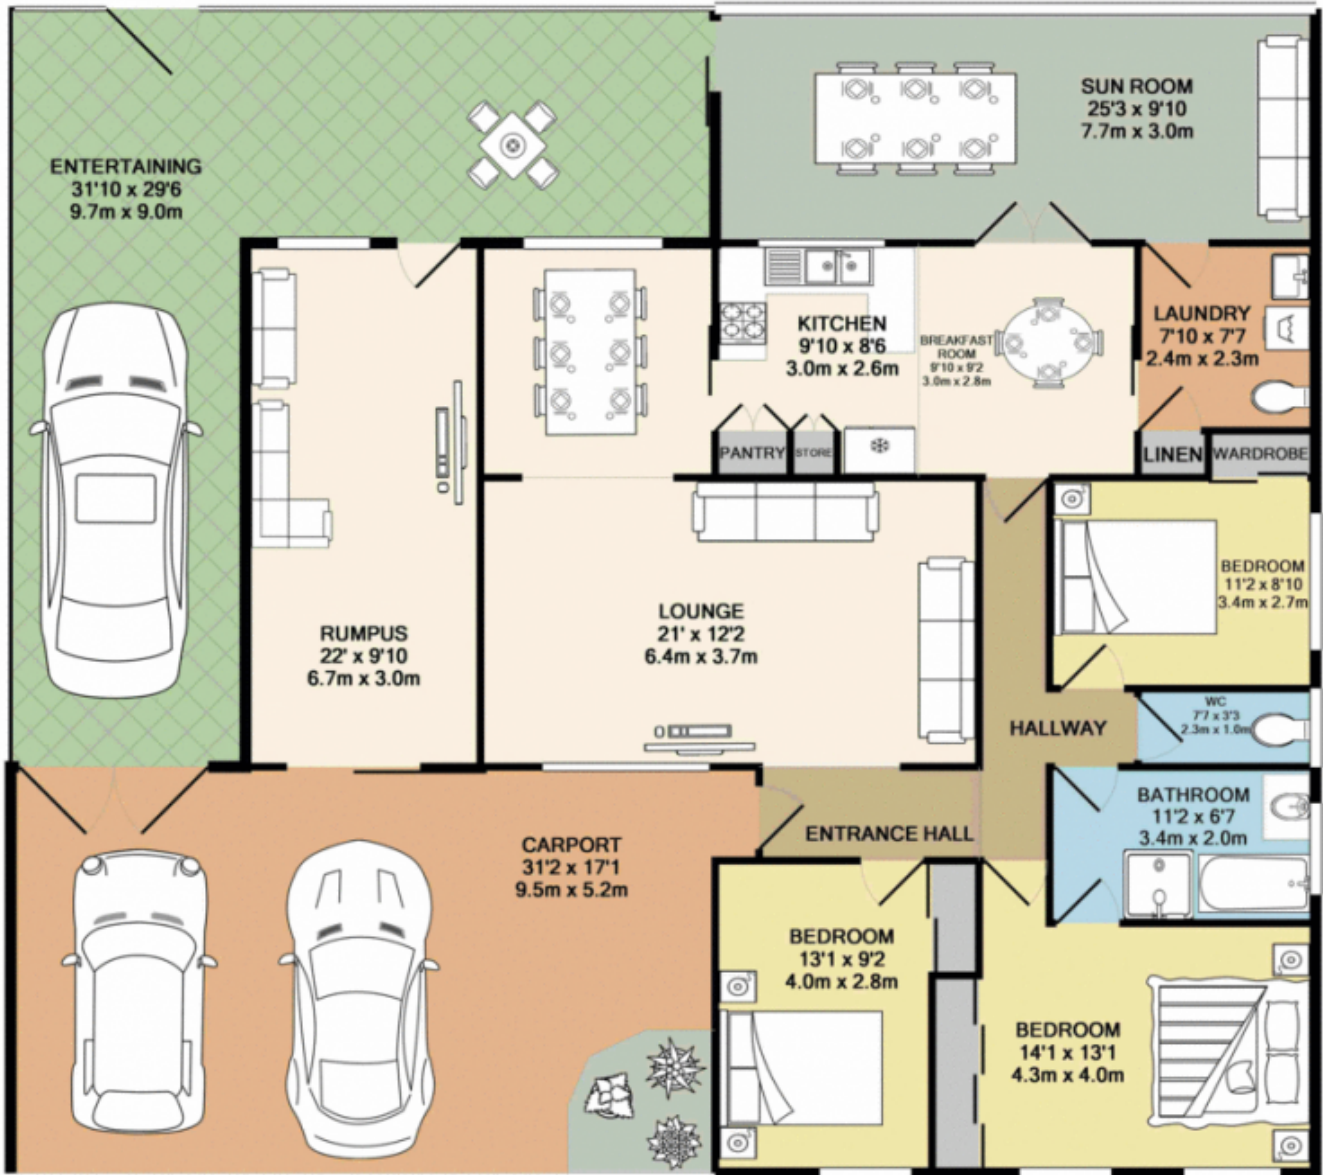 SUN ROOM
25'3 x 9'10
7.7m x 3.0m
ENTERTAINING
31'10 x 29'6
9.7m x 9.0m
KITCHEN
9'10 x 8'6
3.0m x 2.6m
BREAKFAST
ROOM
9'10 x 9'2
3.0m x 2.8m
LAUNDRY
7'10 x 7'7
2.4m x 2.3m
PANTRY
STORE
LINEN
WARDROBE
BEDROOM
11'2 x 8'10
3.4m x 2.7m
LOUNGE
21' x 12'2
6.4m x 3.7m
RUMPUS
22' x 9'10
6.7m x 3.0m
HALLWAY
WC
7'7 x 3'3
2.3m x 1.0m
BATHROOM
11'2 x 6'7
3.4m x 2.0m
ENTRANCE HALL
CARPORT
31'2 x 17'1
9.5m x 5.2m
BEDROOM
13'1 x 9'2
4.0m x 2.8m
BEDROOM
14'1 x 13'1
4.3m x 4.0m